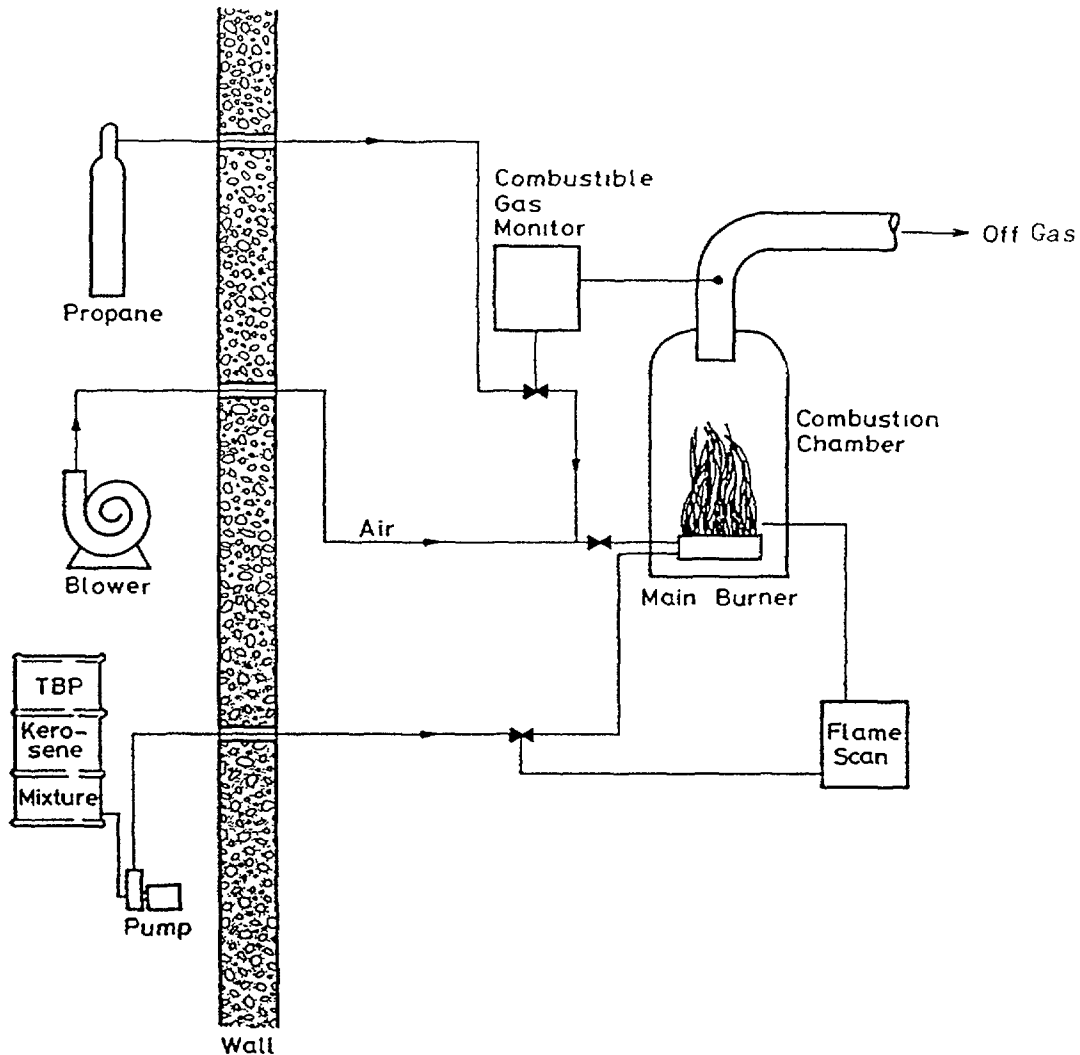 Propane
Combustible
Gas
Monitor
Off Gas
Combustion
Chamber
Blower
Air
Main Burner
TBP
Kero-
sene
Mixture
Flame
Scan
Pump
Wall